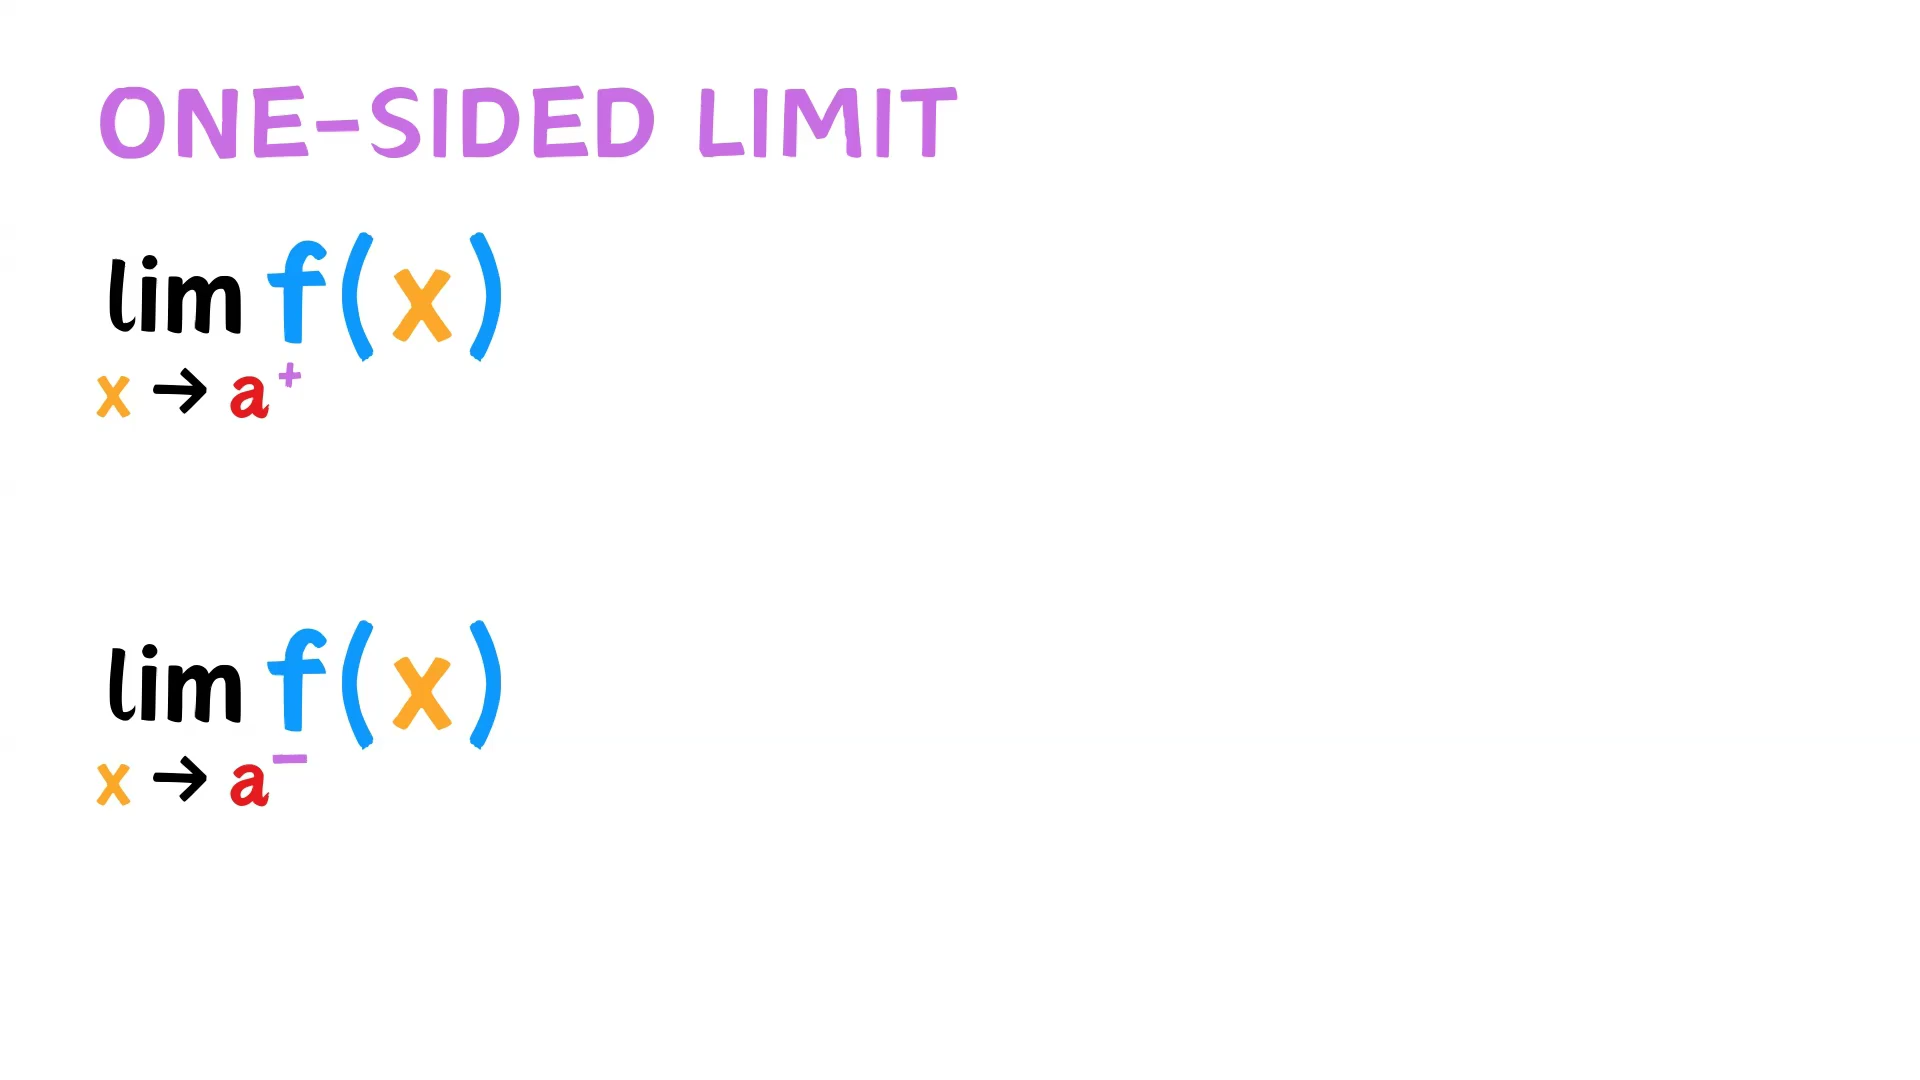 ONE-SIDED LIMIT
lim f(x)
x → a⁺
lim f(x)
x → a⁻